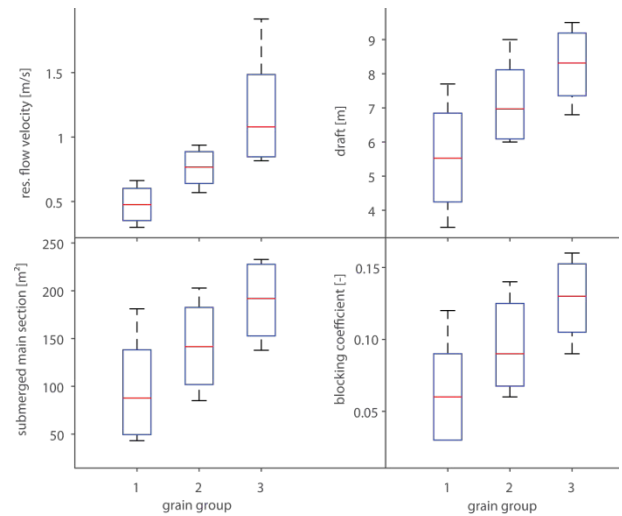 res. flow velocity [m/s]
1.5
1
0.5
draft [m]
9
8
7
6
5
4
submerged main section [m²]
250
200
150
100
50
1 2 3
grain group
blocking coefficient [-]
0.15
0.10
0.05
1 2 3
grain group